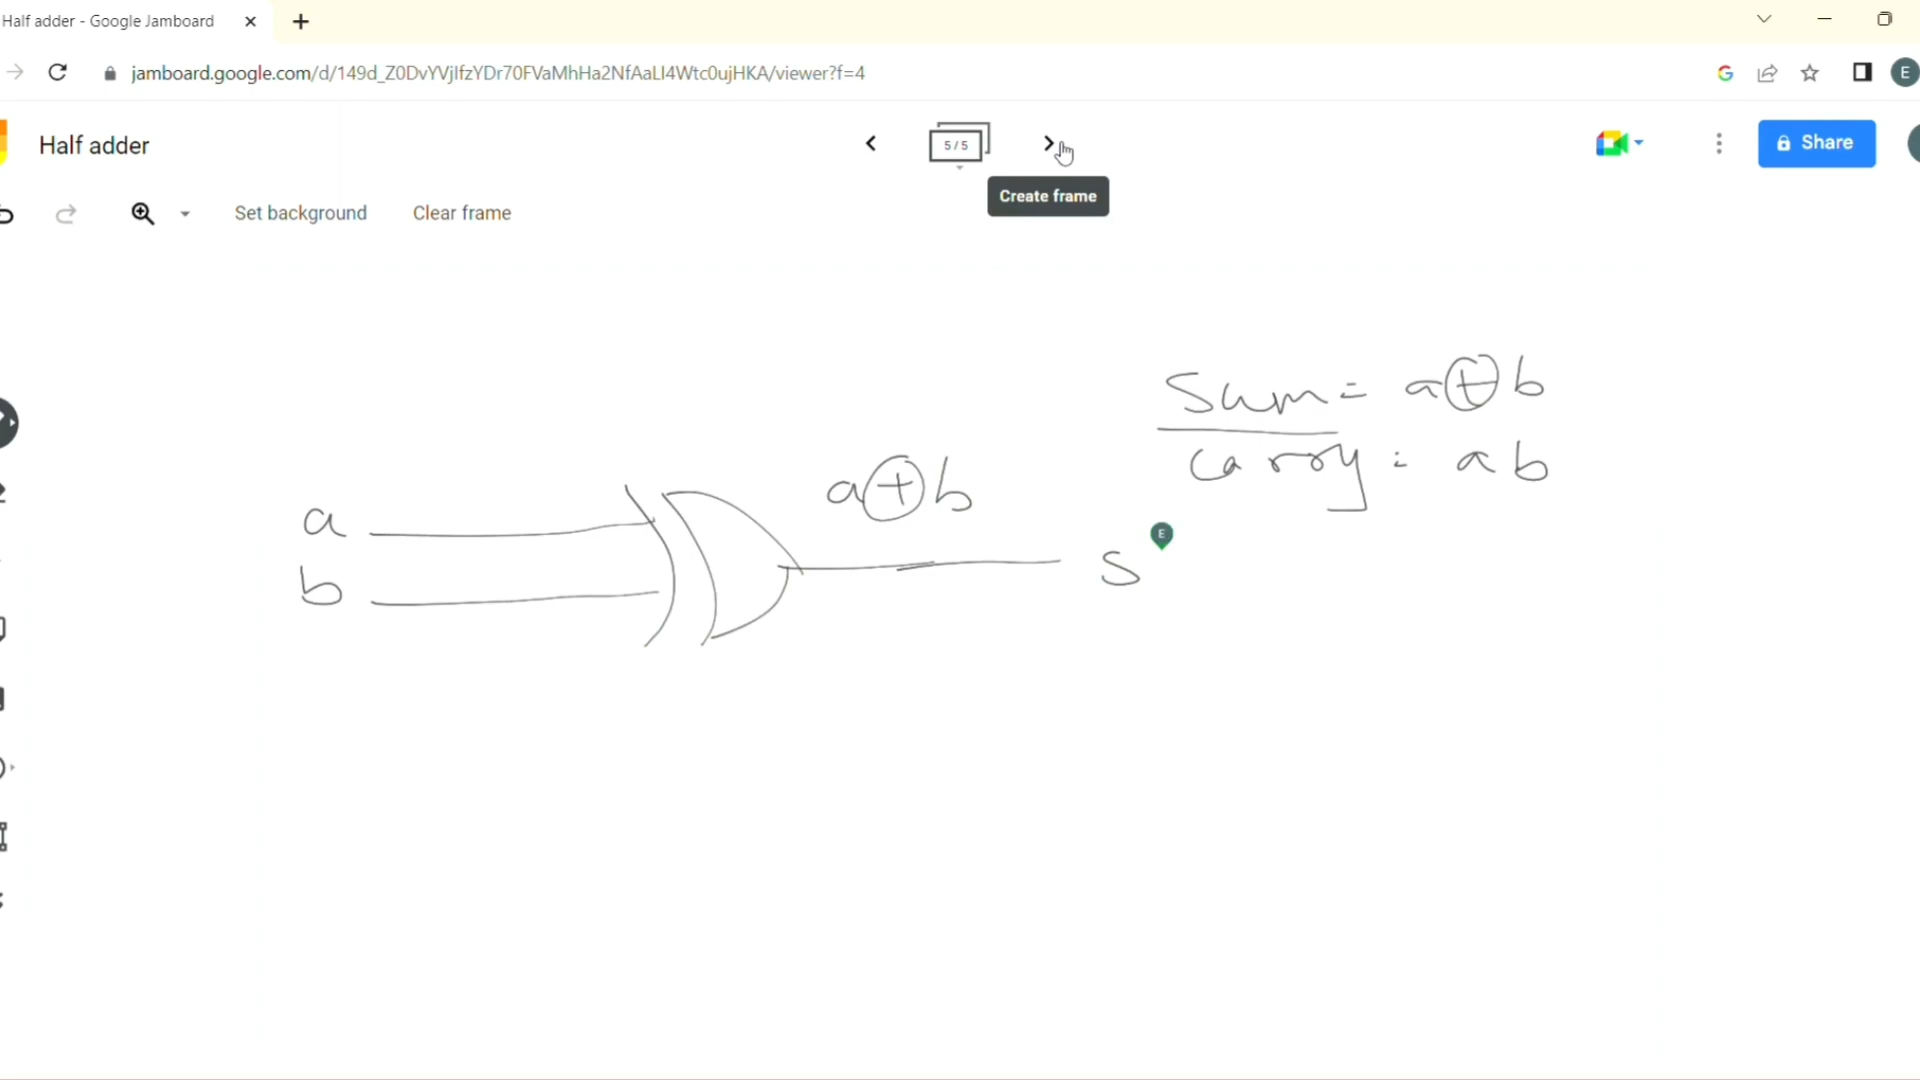 Half adder - Google Jamboard
jamboard.google.com/d/149d_Z0DvYVjlfzYDr70FVaMhHa2NfAaLI4Wtc0ujHKA/viewer?f=4
E
Half adder
5/5
Share
Create frame
Set background
Clear frame
Sum = a⊕b
carry = ab
a⊕b
a
b
S
E